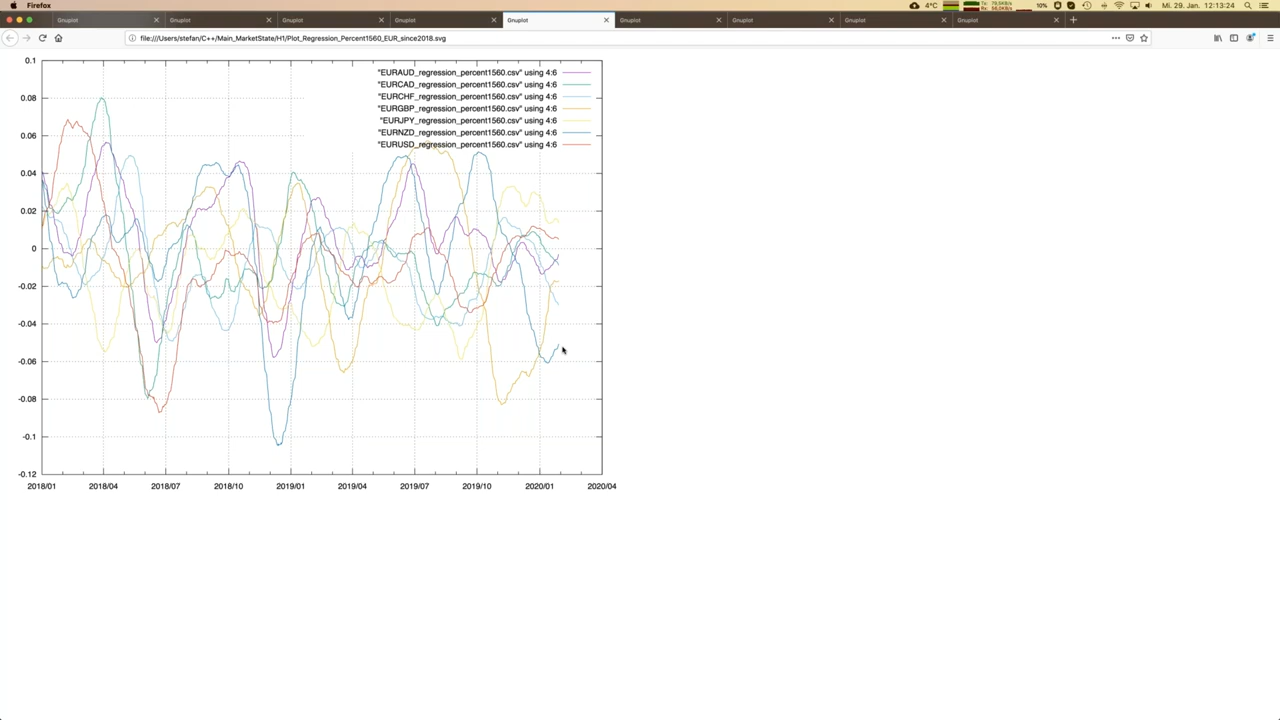 Firefox
4°C
10%
Mi. 29. Jan. 12:13:24
Gnuplot Gnuplot Gnuplot Gnuplot Gnuplot Gnuplot Gnuplot Gnuplot Gnuplot
file:///Users/stefan/C++/Main_MarketState/H1/Plot_Regression_Percent1560_EUR_since2018.svg
"EURAUD_regression_percent1560.csv" using 4:6
"EURCAD_regression_percent1560.csv" using 4:6
"EURCHF_regression_percent1560.csv" using 4:6
"EURGBP_regression_percent1560.csv" using 4:6
"EURJPY_regression_percent1560.csv" using 4:6
"EURNZD_regression_percent1560.csv" using 4:6
"EURUSD_regression_percent1560.csv" using 4:6
0.1
0.08
0.06
0.04
0.02
0
-0.02
-0.04
-0.06
-0.08
-0.1
-0.12
2018/01 2018/04 2018/07 2018/10 2019/01 2019/04 2019/07 2019/10 2020/01 2020/04